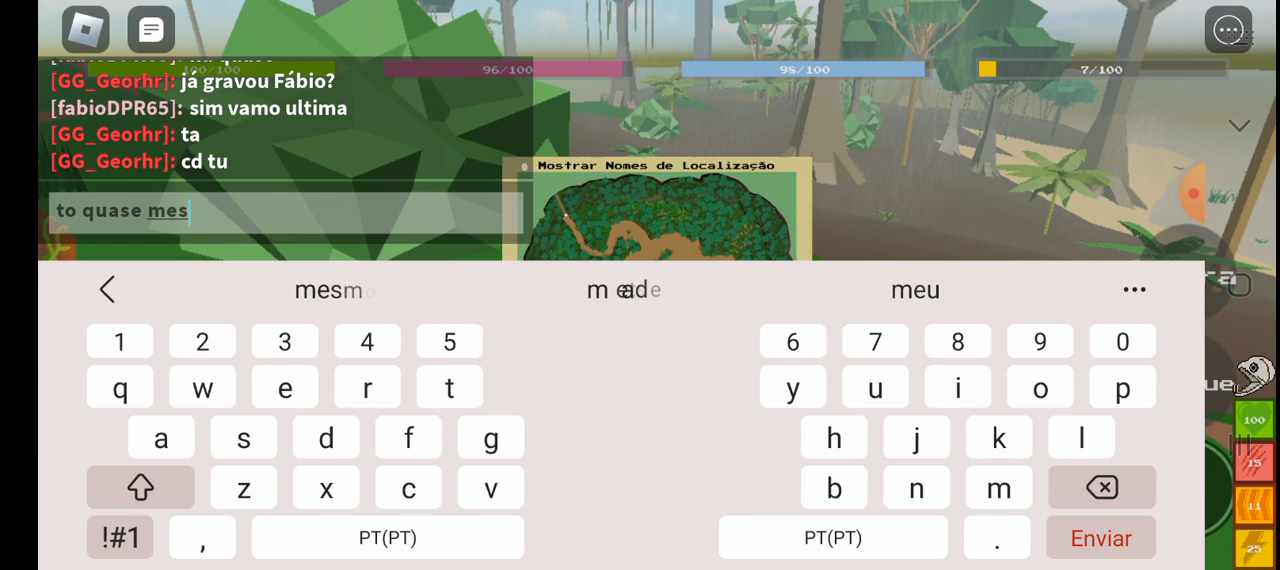 100/100
96/100
98/100
7/100
[GG_Georhr]: já gravou Fábio?
[fabioDPR65]: sim vamo ultima
[GG_Georhr]: ta
[GG_Georhr]: cd tu
to quase mes
Mostrar Nomes de Localização
meu
1 2 3 4 5 6 7 8 9 0
q w e r t y u i o p
a s d f g h j k l
z x c v b n m
!#1 , PT(PT) PT(PT) . Enviar
100
15
11
25